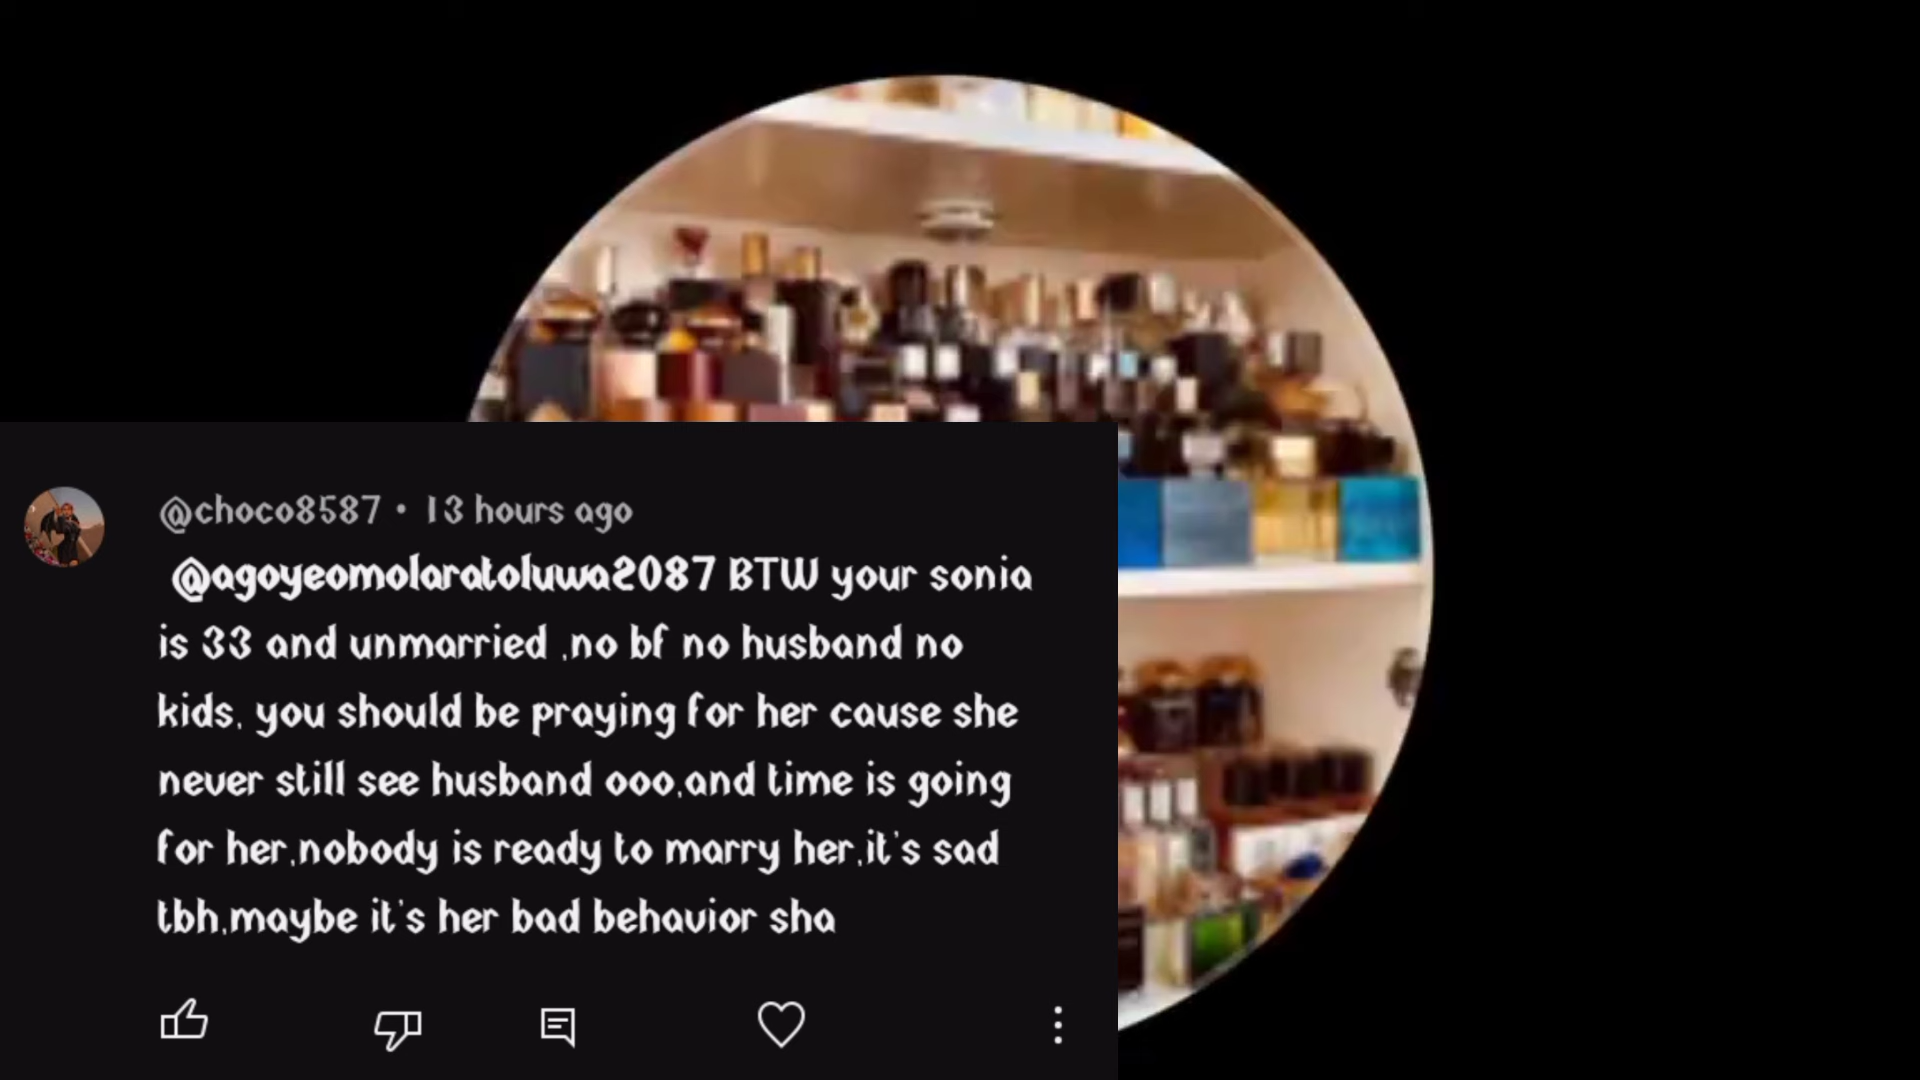 @choco8587 • 13 hours ago
@agoyeomolaratoluwa2087 BTW your sonia
is 33 and unmarried ,no bf no husband no
kids, you should be praying for her cause she
never still see husband ooo,and time is going
for her,nobody is ready to marry her,it's sad
tbh,maybe it's her bad behavior sha